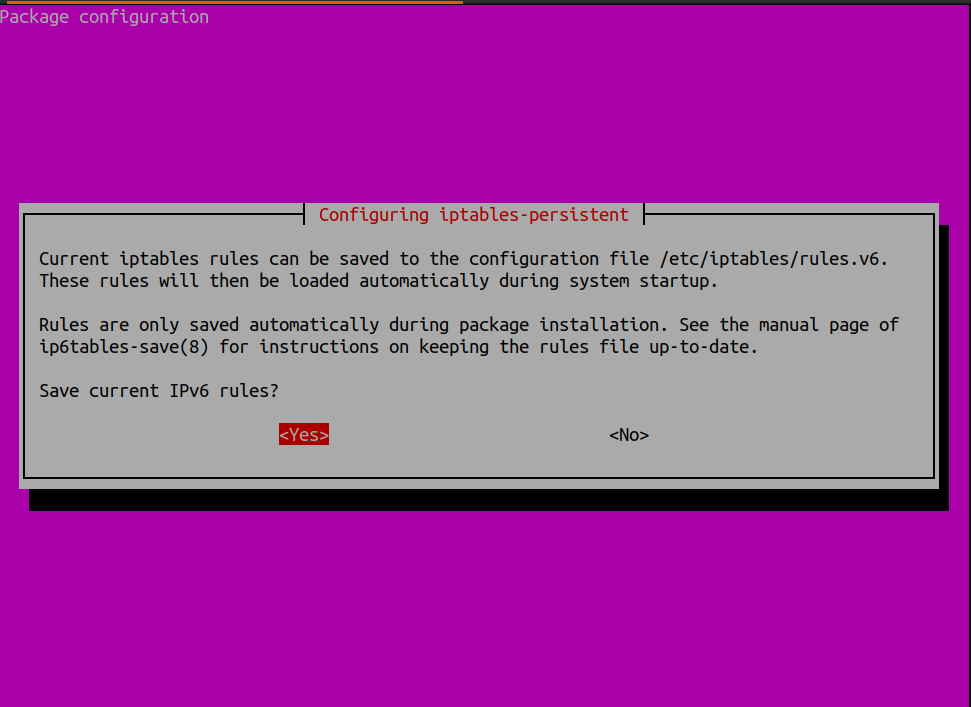 Package configuration
Configuring iptables-persistent
Current iptables rules can be saved to the configuration file /etc/iptables/rules.v6.
These rules will then be loaded automatically during system startup.
Rules are only saved automatically during package installation. See the manual page of
ip6tables-save(8) for instructions on keeping the rules file up-to-date.
Save current IPv6 rules?
<Yes> <No>